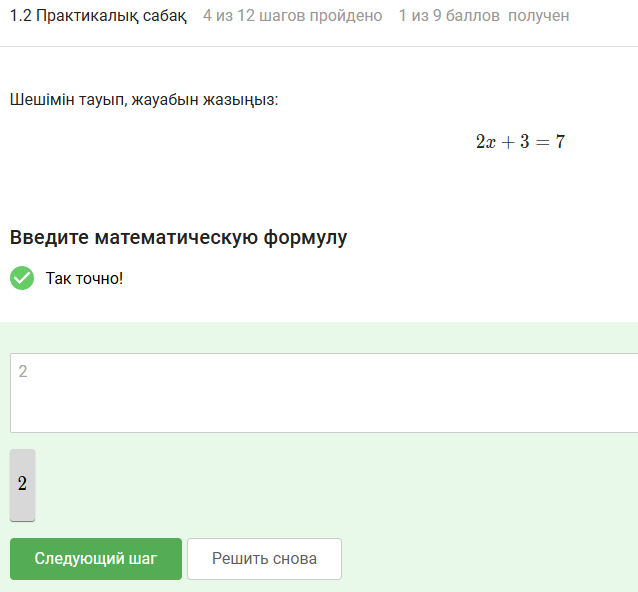 1.2 Практикалық сабақ 4 из 12 шагов пройдено 1 из 9 баллов получен
Шешімін тауып, жауабын жазыңыз:
2x + 3 = 7
Введите математическую формулу
Так точно!
2
2
Следующий шаг Решить снова